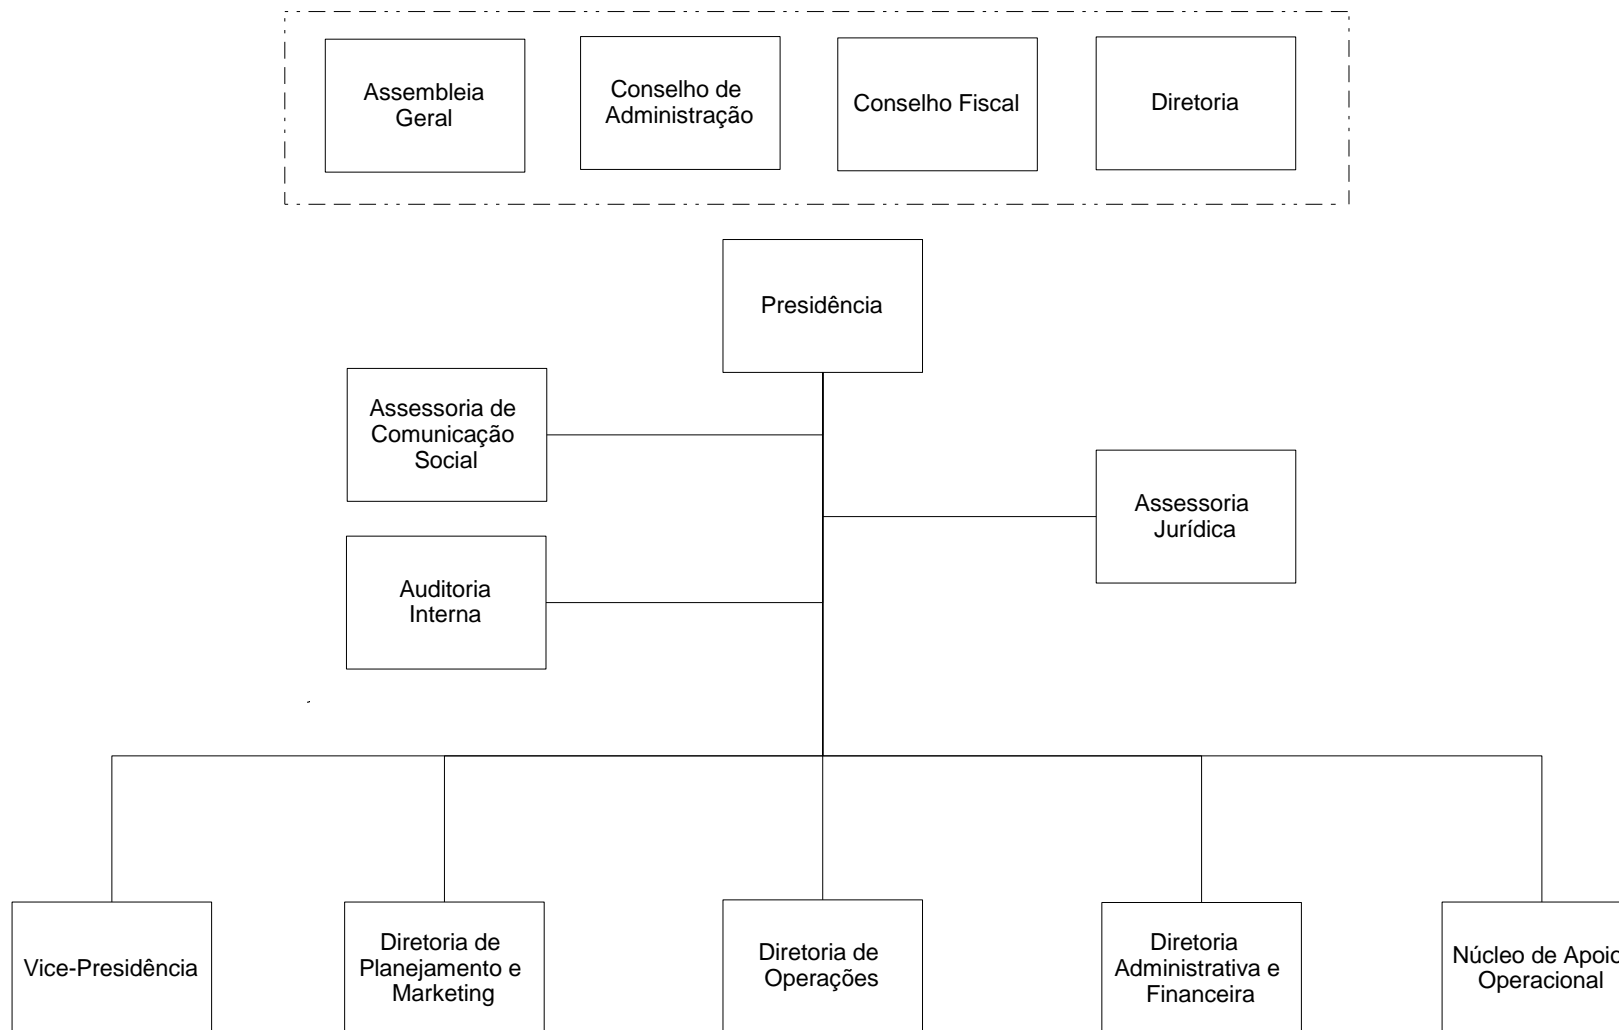 Assembleia
Geral
Conselho de
Administração
Conselho Fiscal
Diretoria
Presidência
Assessoria de
Comunicação
Social
Assessoria
Jurídica
Auditoria
Interna
Vice-Presidência
Diretoria de
Planejamento e
Marketing
Diretoria de
Operações
Diretoria
Administrativa e
Financeira
Núcleo de Apoio
Operacional